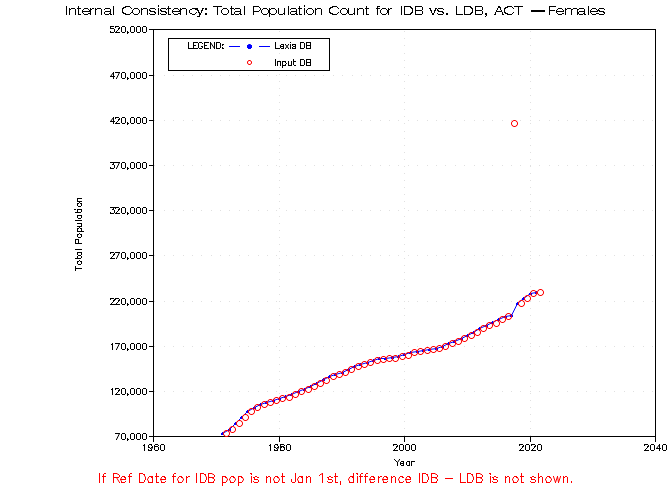 Internal Consistency: Total Population Count for IDB vs. LDB, ACT — Females
LEGEND: Lexis DB
Input DB
520,000
470,000
420,000
370,000
320,000
270,000
220,000
170,000
120,000
70,000
Total Population
1960 1980 2000 2020 2040
Year
If Ref Date for IDB pop is not Jan 1st, difference IDB – LDB is not shown.